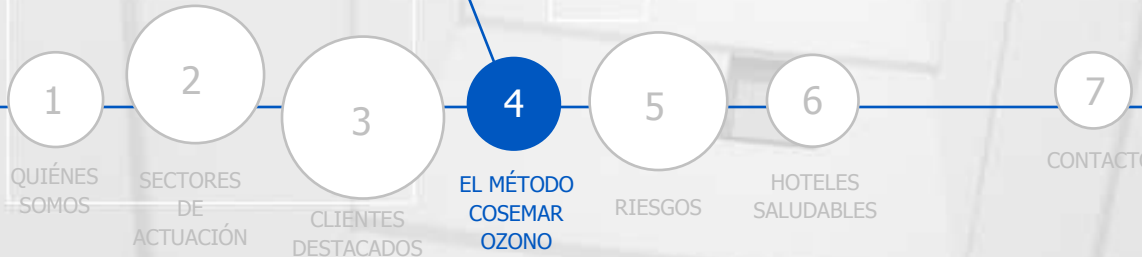 1
QUIÉNES
SOMOS
2
SECTORES
DE
ACTUACIÓN
3
CLIENTES
DESTACADOS
4
EL MÉTODO
COSEMAR
OZONO
5
RIESGOS
6
HOTELES
SALUDABLES
7
CONTACTO